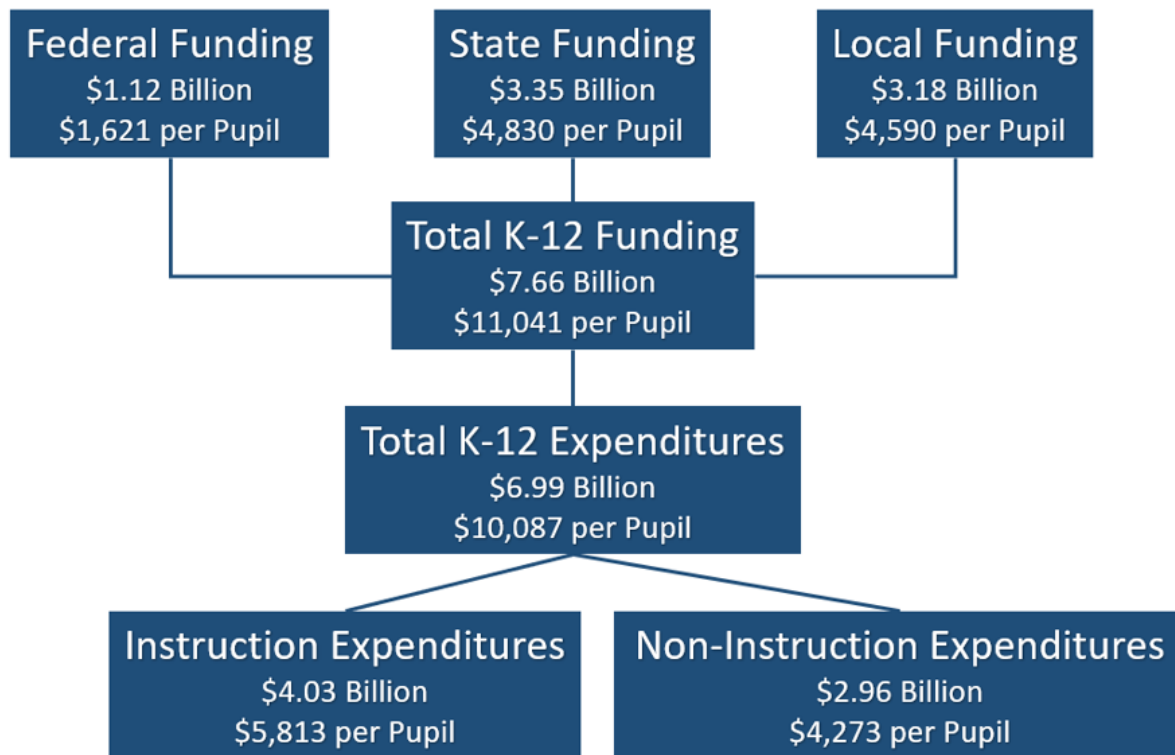 Federal Funding
$1.12 Billion
$1,621 per Pupil
State Funding
$3.35 Billion
$4,830 per Pupil
Local Funding
$3.18 Billion
$4,590 per Pupil
Total K-12 Funding
$7.66 Billion
$11,041 per Pupil
Total K-12 Expenditures
$6.99 Billion
$10,087 per Pupil
Instruction Expenditures
$4.03 Billion
$5,813 per Pupil
Non-Instruction Expenditures
$2.96 Billion
$4,273 per Pupil